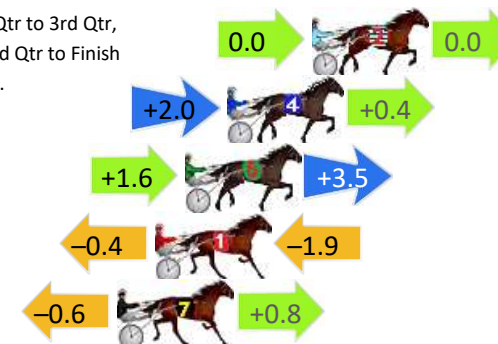 Qtr to 3rd Qtr,
d Qtr to Finish
.
0.0 0.0
+2.0 4 +0.4
+1.6 6 +3.5
–0.4 1 –1.9
–0.6 7 +0.8